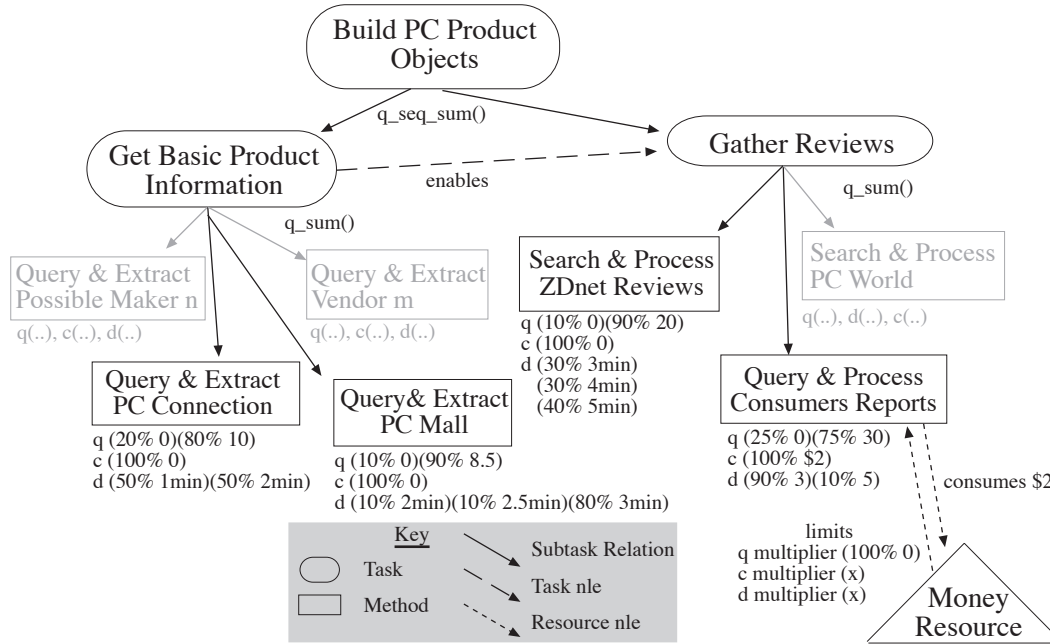 Build PC Product
Objects
q_seq_sum()
Get Basic Product
Information
enables
Gather Reviews
q_sum()
q_sum()
Query & Extract
Possible Maker n
q(..), c(..), d(..)
Query & Extract
Vendor m
q(..), c(..), d(..)
Search & Process
ZDnet Reviews
q (10% 0)(90% 20)
c (100% 0)
d (30% 3min)
(30% 4min)
(40% 5min)
Search & Process
PC World
q(..), d(..), c(..)
Query & Extract
PC Connection
q (20% 0)(80% 10)
c (100% 0)
d (50% 1min)(50% 2min)
Query& Extract
PC Mall
q (10% 0)(90% 8.5)
c (100% 0)
d (10% 2min)(10% 2.5min)(80% 3min)
Query & Process
Consumers Reports
q (25% 0)(75% 30)
c (100% $2)
d (90% 3)(10% 5)
consumes $2
limits
q multiplier (100% 0)
c multiplier (x)
d multiplier (x)
Money
Resource
Key
Task
Method
Subtask Relation
Task nle
Resource nle